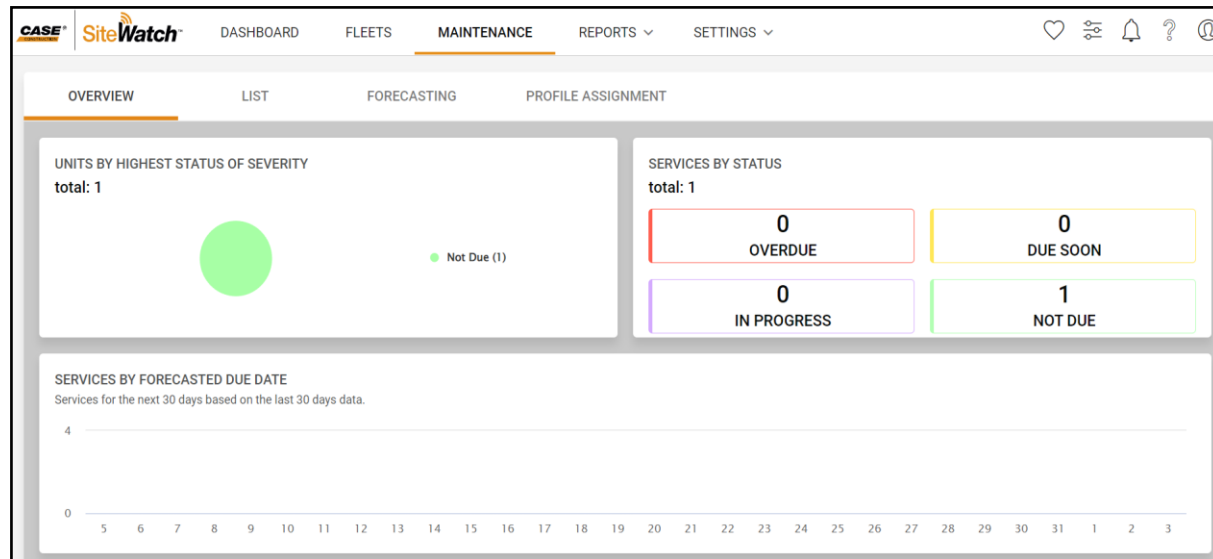 CASE CONSTRUCTION SiteWatch™ DASHBOARD FLEETS MAINTENANCE REPORTS SETTINGS
OVERVIEW LIST FORECASTING PROFILE ASSIGNMENT
UNITS BY HIGHEST STATUS OF SEVERITY
total: 1
Not Due (1)
SERVICES BY STATUS
total: 1
0
OVERDUE
0
DUE SOON
0
IN PROGRESS
1
NOT DUE
SERVICES BY FORECASTED DUE DATE
Services for the next 30 days based on the last 30 days data.
4
0
5 6 7 8 9 10 11 12 13 14 15 16 17 18 19 20 21 22 23 24 25 26 27 28 29 30 31 1 2 3